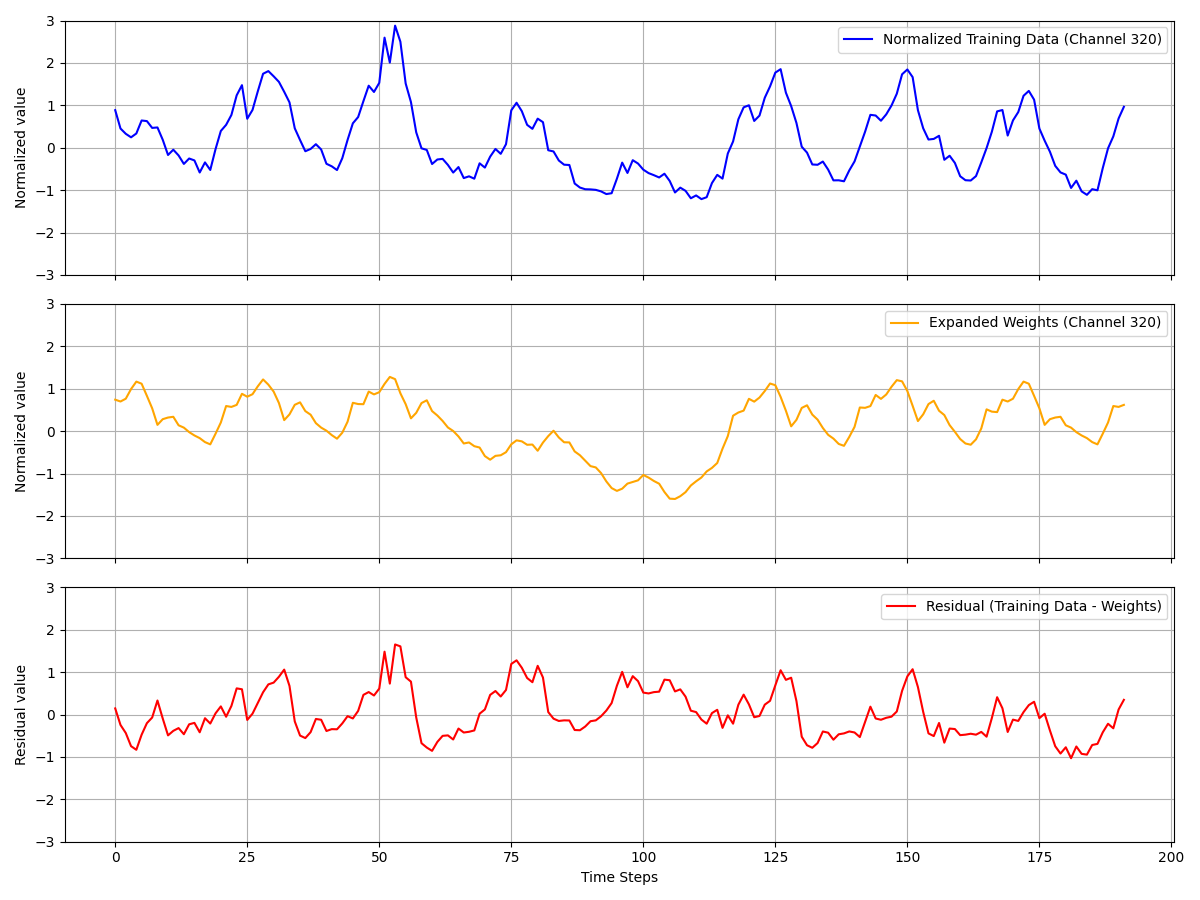 Normalized value
3
2
1
0
−1
−2
−3
Normalized Training Data (Channel 320)
Normalized value
3
2
1
0
−1
−2
−3
Expanded Weights (Channel 320)
Residual value
3
2
1
0
−1
−2
−3
Residual (Training Data - Weights)
0 25 50 75 100 125 150 175 200
Time Steps